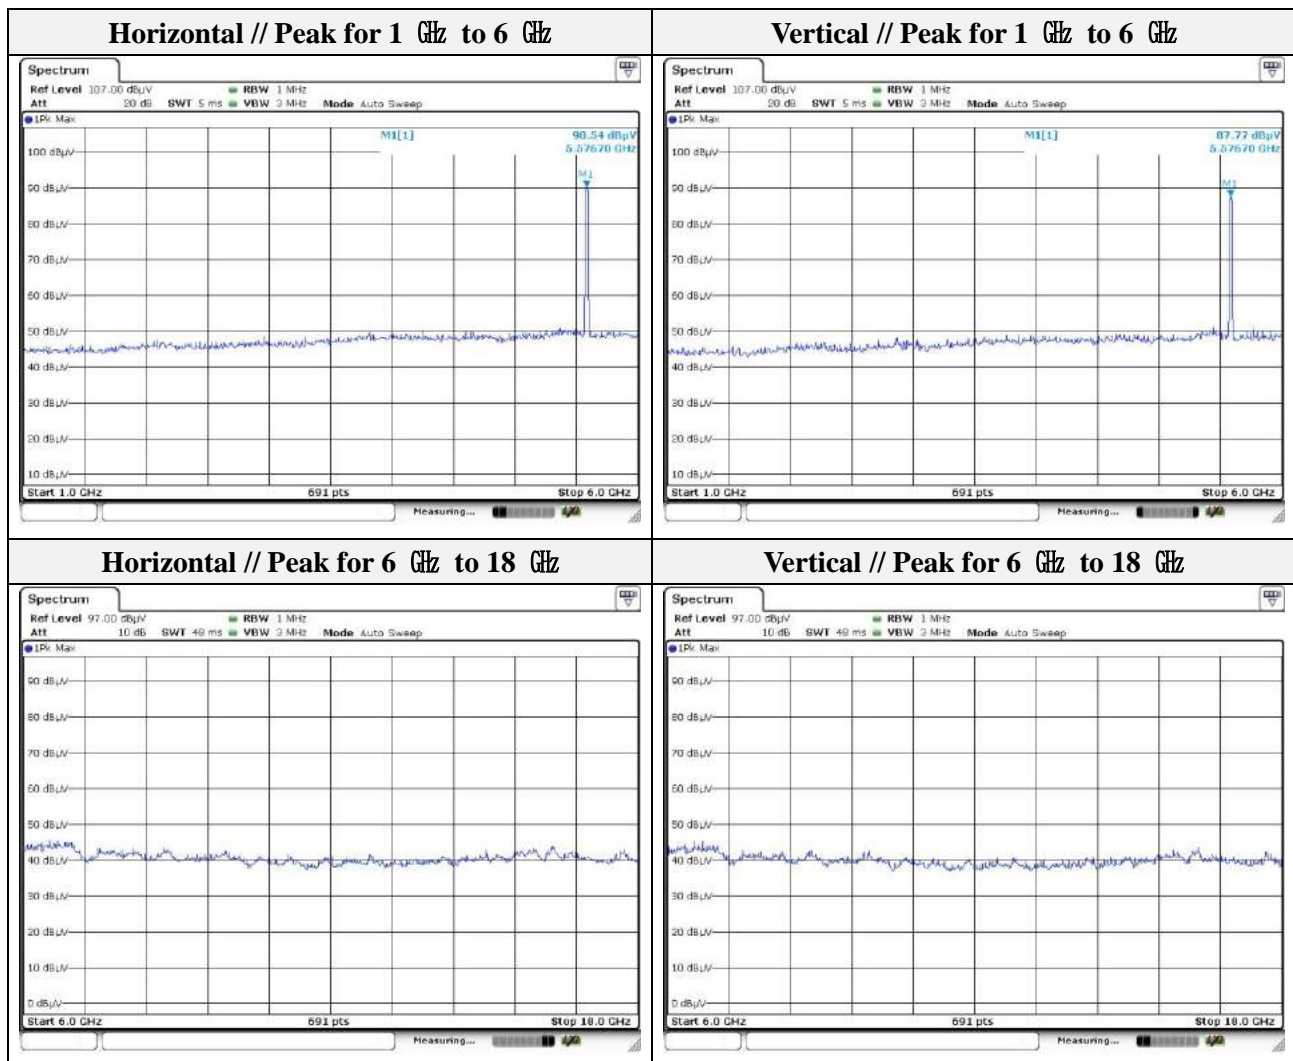 Horizontal // Peak for 1 ㎓ to 6 ㎓
Spectrum
Ref Level 107.00 dBµV RBW 1 MHz
Att 20 dB SWT 5 ms VBW 3 MHz Mode Auto Sweep
1Pk Max
M1[1] 90.54 dBµV
5.57670 GHz
M1
100 dBµV
90 dBµV
80 dBµV
70 dBµV
60 dBµV
50 dBµV
40 dBµV
30 dBµV
20 dBµV
10 dBµV
Start 1.0 GHz 691 pts Stop 6.0 GHz
Measuring...
Vertical // Peak for 1 ㎓ to 6 ㎓
Spectrum
Ref Level 107.00 dBµV RBW 1 MHz
Att 20 dB SWT 5 ms VBW 3 MHz Mode Auto Sweep
1Pk Max
M1[1] 87.77 dBµV
5.57670 GHz
M1
100 dBµV
90 dBµV
80 dBµV
70 dBµV
60 dBµV
50 dBµV
40 dBµV
30 dBµV
20 dBµV
10 dBµV
Start 1.0 GHz 691 pts Stop 6.0 GHz
Measuring...
Horizontal // Peak for 6 ㎓ to 18 ㎓
Spectrum
Ref Level 97.00 dBµV RBW 1 MHz
Att 10 dB SWT 48 ms VBW 3 MHz Mode Auto Sweep
1Pk Max
90 dBµV
80 dBµV
70 dBµV
60 dBµV
50 dBµV
40 dBµV
30 dBµV
20 dBµV
10 dBµV
0 dBµV
Start 6.0 GHz 691 pts Stop 18.0 GHz
Measuring...
Vertical // Peak for 6 ㎓ to 18 ㎓
Spectrum
Ref Level 97.00 dBµV RBW 1 MHz
Att 10 dB SWT 48 ms VBW 3 MHz Mode Auto Sweep
1Pk Max
90 dBµV
80 dBµV
70 dBµV
60 dBµV
50 dBµV
40 dBµV
30 dBµV
20 dBµV
10 dBµV
0 dBµV
Start 6.0 GHz 691 pts Stop 18.0 GHz
Measuring...